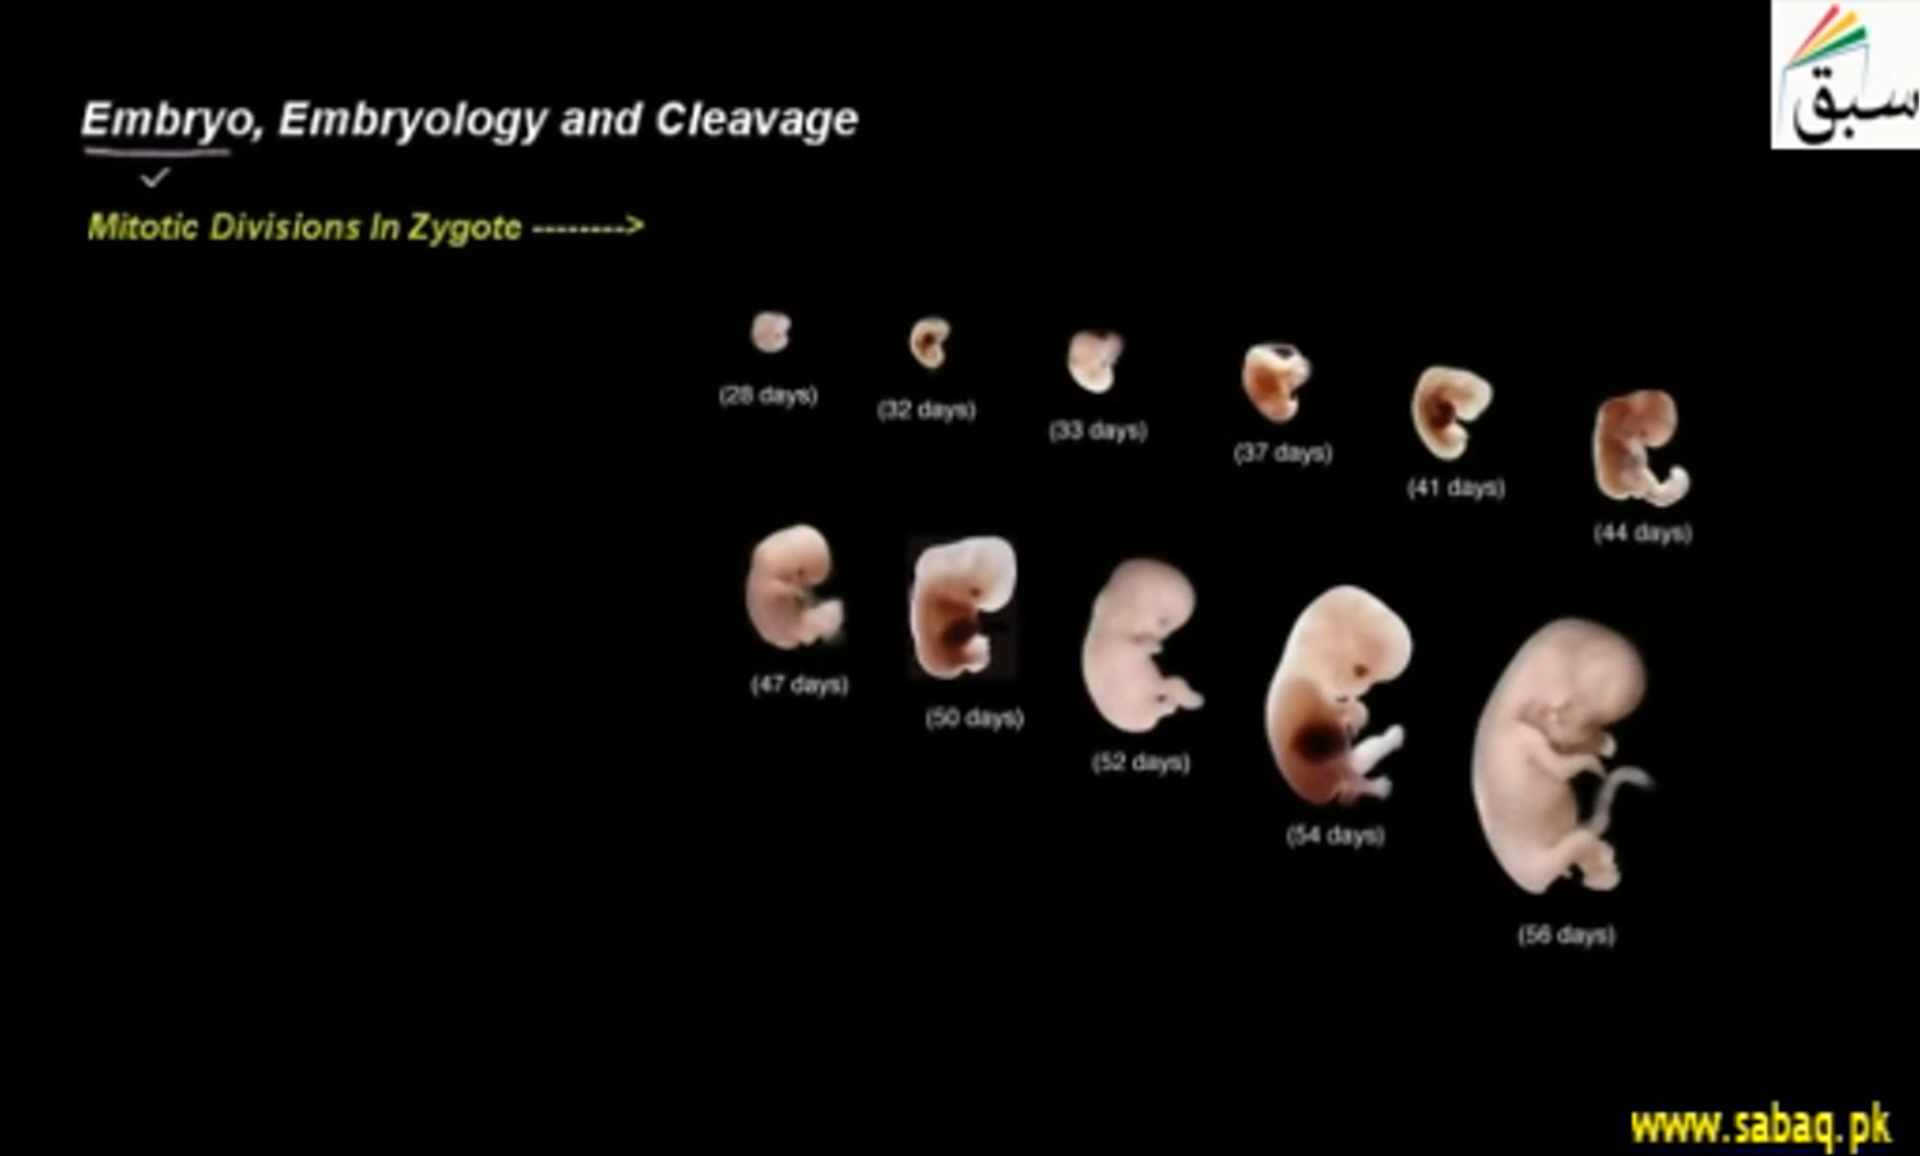 سبق
Embryo, Embryology and Cleavage
Mitotic Divisions In Zygote -------->
(28 days)
(32 days)
(33 days)
(37 days)
(41 days)
(44 days)
(47 days)
(50 days)
(52 days)
(54 days)
(56 days)
www.sabaq.pk